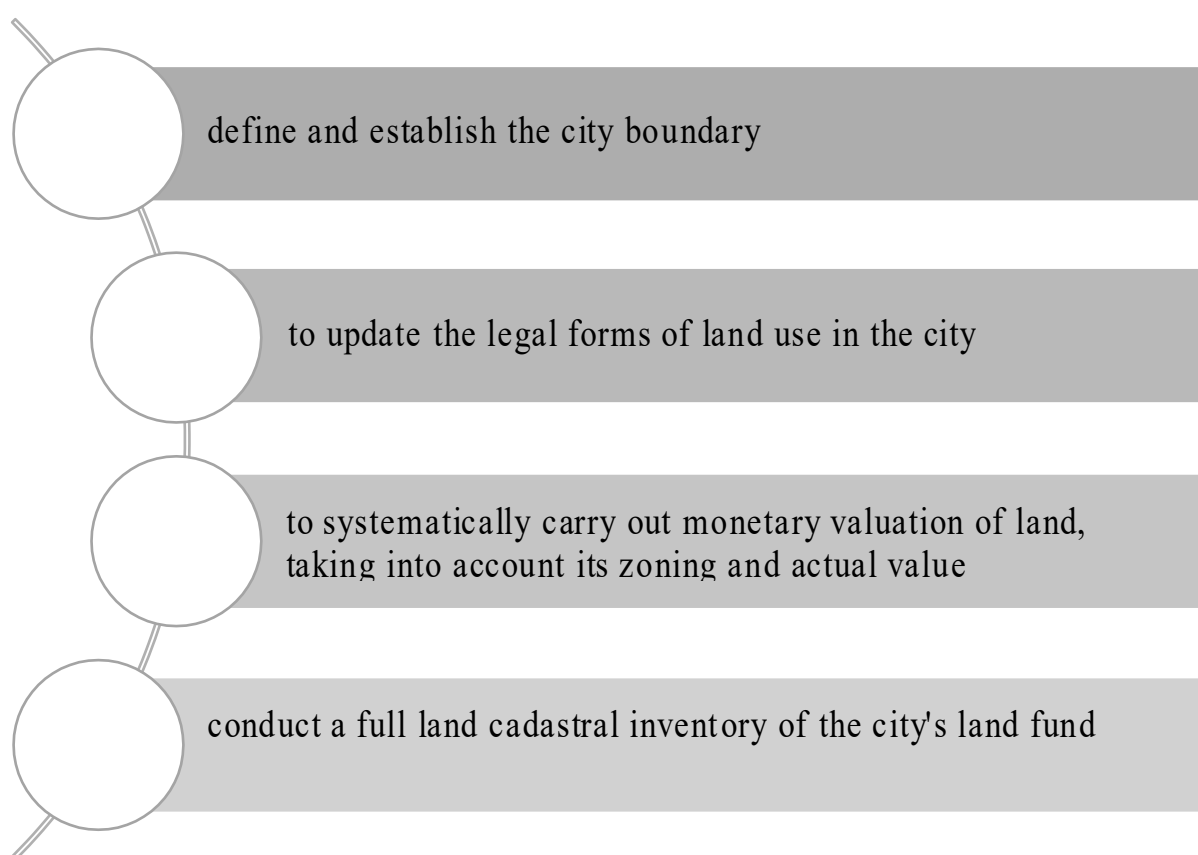 define and establish the city boundary
to update the legal forms of land use in the city
to systematically carry out monetary valuation of land,
taking into account its zoning and actual value
conduct a full land cadastral inventory of the city's land fund